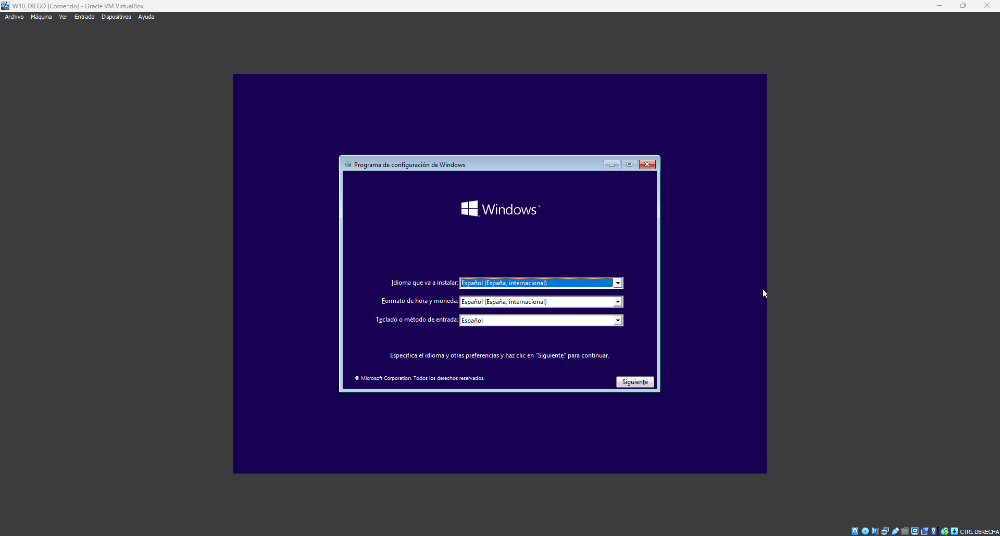 W10_DIEGO [Corriendo] - Oracle VM VirtualBox
Archivo Máquina Ver Entrada Dispositivos Ayuda
Programa de configuración de Windows
Windows
Idioma que va a instalar: Español (España, internacional)
Formato de hora y moneda: Español (España, internacional)
Teclado o método de entrada: Español
Especifica el idioma y otras preferencias y haz clic en "Siguiente" para continuar.
© Microsoft Corporation. Todos los derechos reservados.
Siguiente
CTRL DERECHA